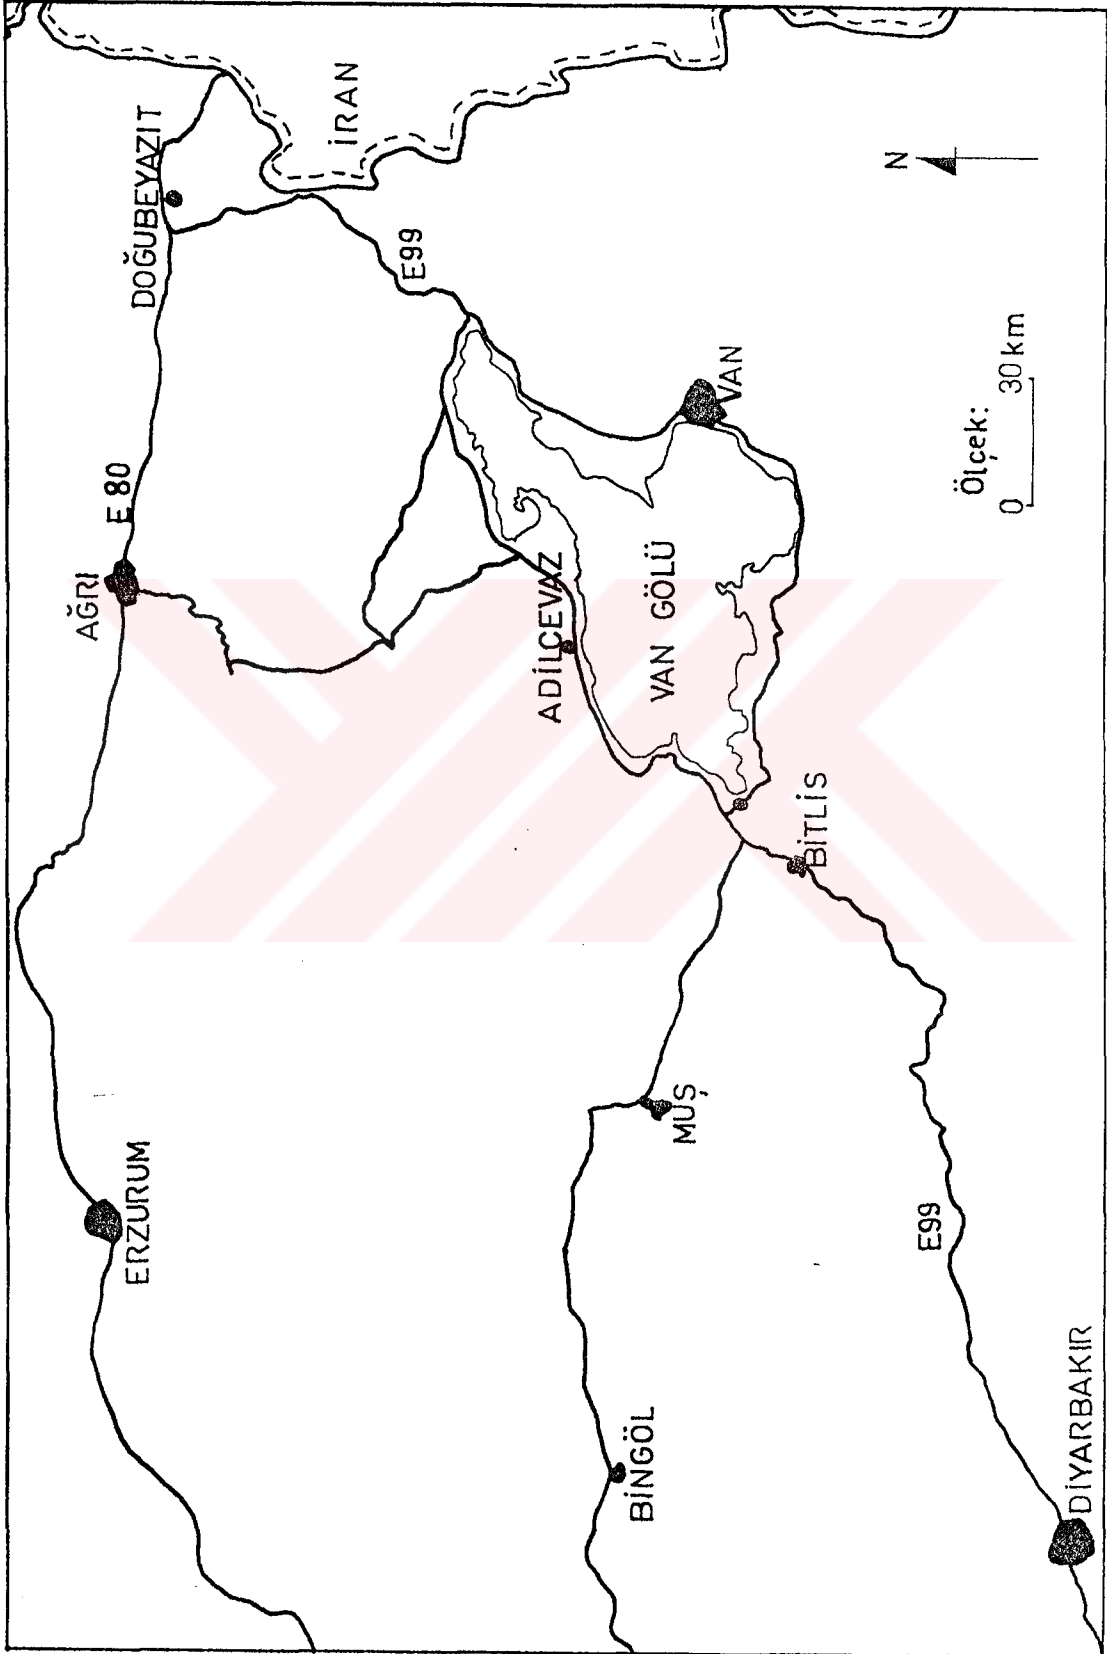 ERZURUM
AĞRI
E 80
DOĞUBEYAZIT
İRAN
E99
ADİLCEVAZ
VAN GÖLÜ
VAN
BİNGÖL
MUŞ
BİTLİS
N
E99
DİYARBAKIR
Ölçek:
0 30 km